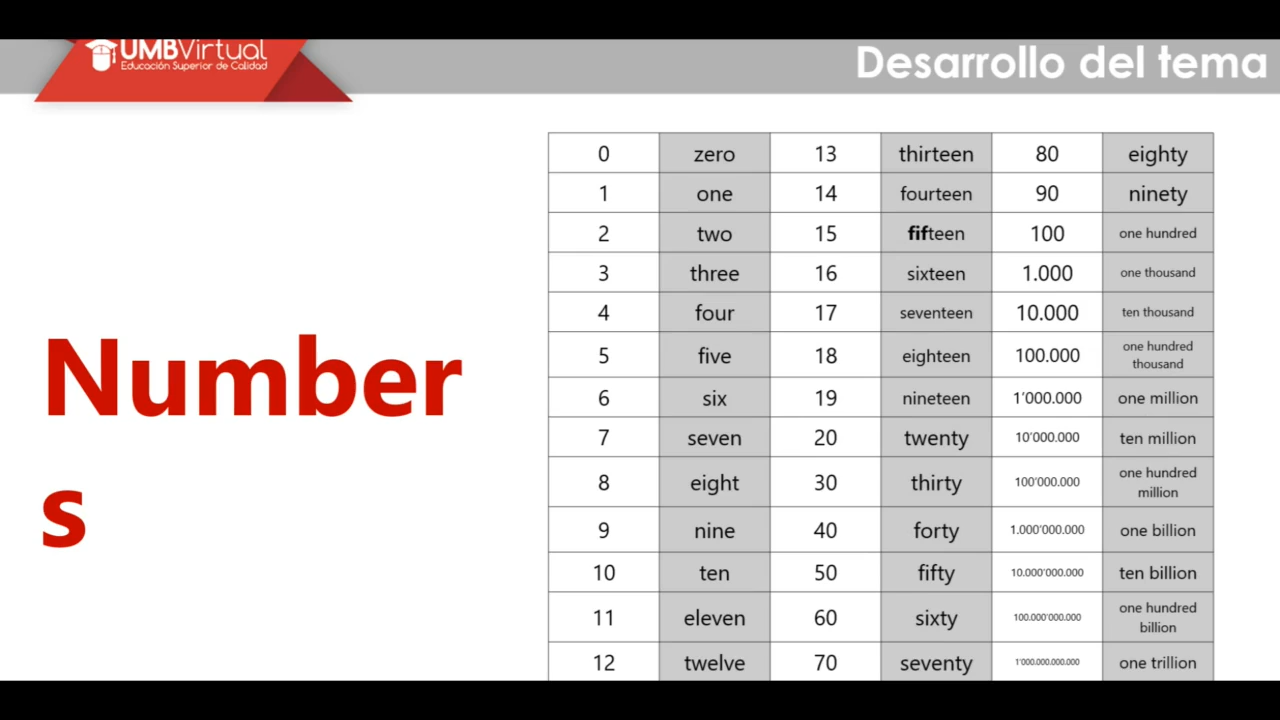 UMBVirtual
Educación Superior de Calidad
Desarrollo del tema
Number
s
0 zero 13 thirteen 80 eighty
1 one 14 fourteen 90 ninety
2 two 15 fifteen 100 one hundred
3 three 16 sixteen 1.000 one thousand
4 four 17 seventeen 10.000 ten thousand
5 five 18 eighteen 100.000 one hundred thousand
6 six 19 nineteen 1'000.000 one million
7 seven 20 twenty 10'000.000 ten million
8 eight 30 thirty 100'000.000 one hundred million
9 nine 40 forty 1.000'000.000 one billion
10 ten 50 fifty 10.000'000.000 ten billion
11 eleven 60 sixty 100.000'000.000 one hundred billion
12 twelve 70 seventy 1'000.000.000.000 one trillion